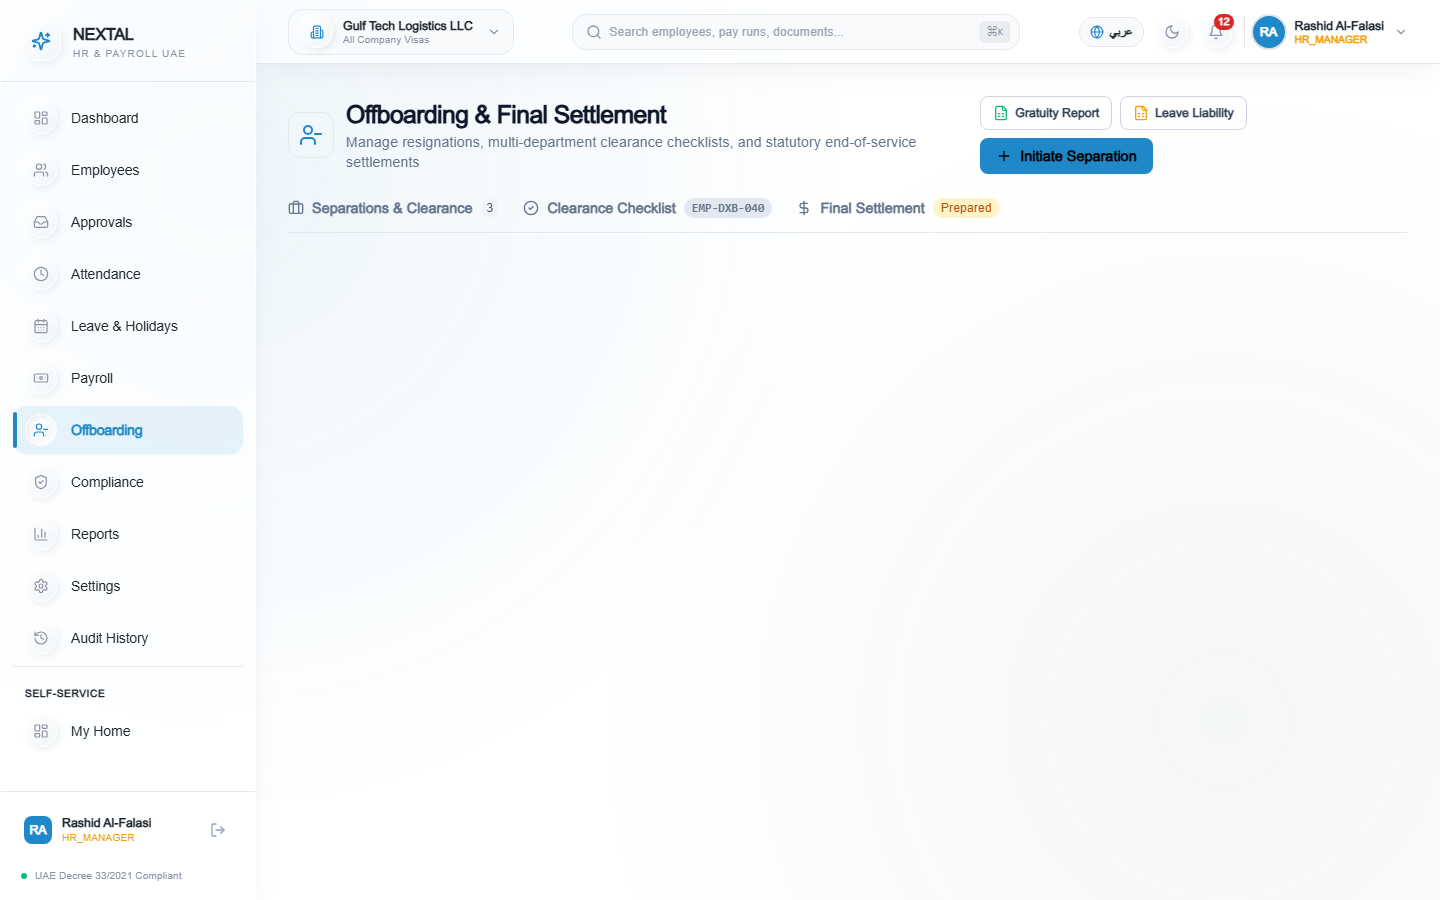 NEXTAL
HR & PAYROLL UAE
Dashboard
Employees
Approvals
Attendance
Leave & Holidays
Payroll
Offboarding
Compliance
Reports
Settings
Audit History
SELF-SERVICE
My Home
RA
Rashid Al-Falasi
HR_MANAGER
UAE Decree 33/2021 Compliant
Gulf Tech Logistics LLC
All Company Visas
Search employees, pay runs, documents...
⌘K
عربي
12
RA
Rashid Al-Falasi
HR_MANAGER
Offboarding & Final Settlement
Manage resignations, multi-department clearance checklists, and statutory end-of-service
settlements
Gratuity Report
Leave Liability
Initiate Separation
Separations & Clearance 3
Clearance Checklist EMP-DXB-040
Final Settlement Prepared